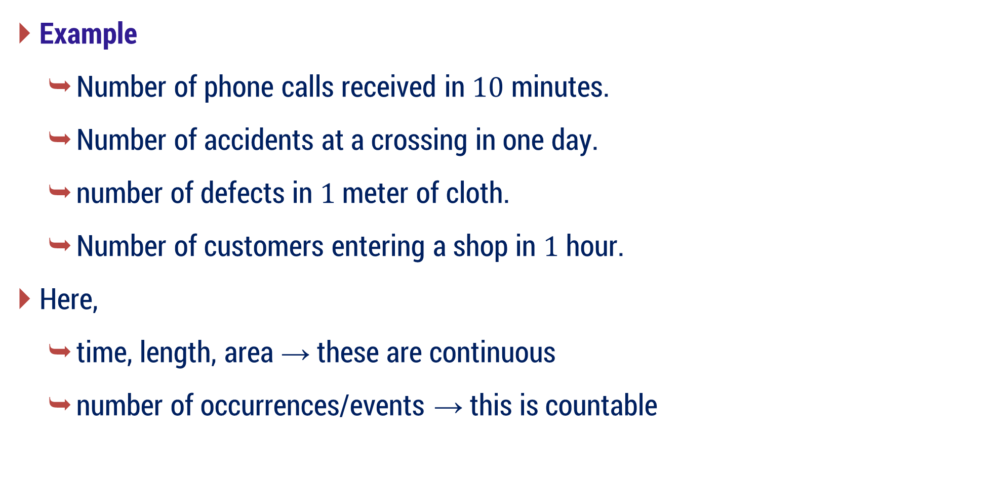 Example
Number of phone calls received in 10 minutes.
Number of accidents at a crossing in one day.
number of defects in 1 meter of cloth.
Number of customers entering a shop in 1 hour.
Here,
time, length, area → these are continuous
number of occurrences/events → this is countable